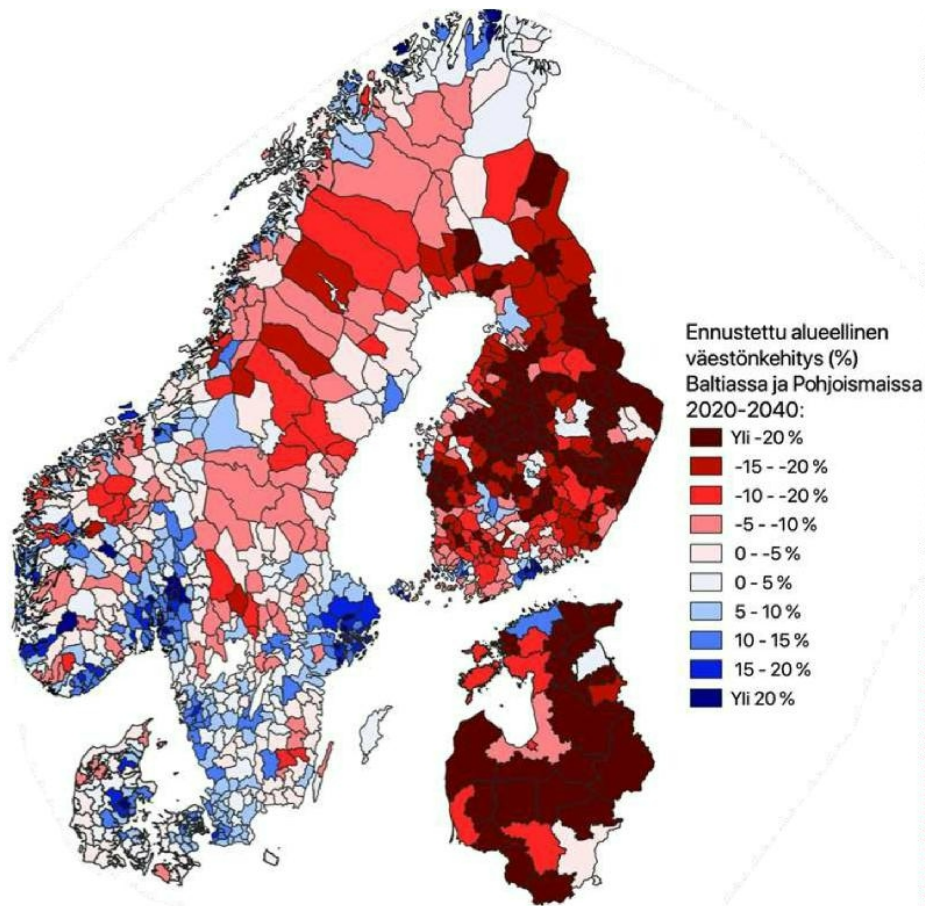 Ennustettu alueellinen
väestönkehitys (%)
Baltiassa ja Pohjoismaissa
2020-2040:
Yli -20 %
-15 - -20 %
-10 - -20 %
-5 - -10 %
0 - -5 %
0 - 5 %
5 - 10 %
10 - 15 %
15 - 20 %
Yli 20 %